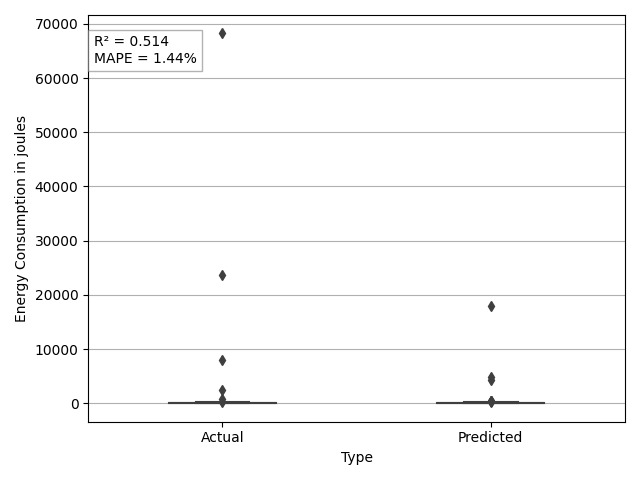 70000
60000
50000
40000
30000
20000
10000
0
Energy Consumption in joules
R² = 0.514
MAPE = 1.44%
Actual
Predicted
Type